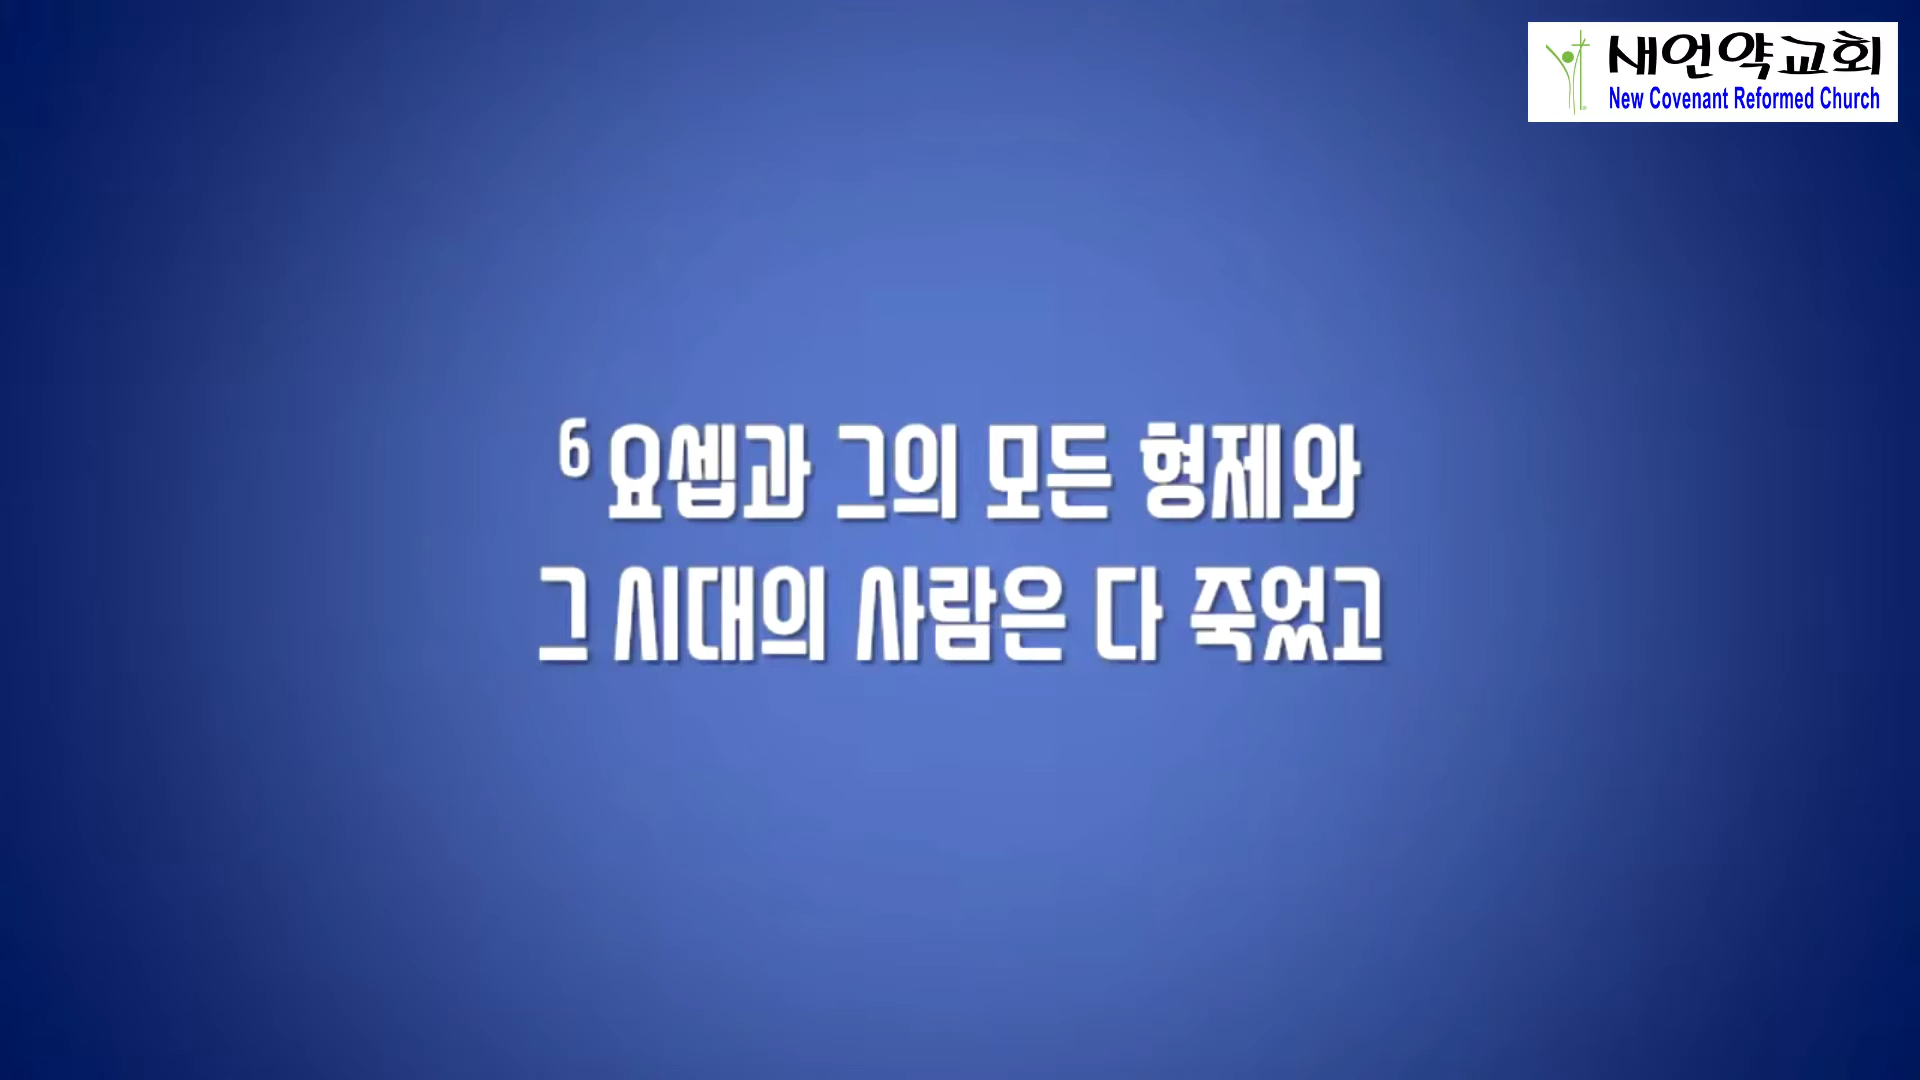 새언약교회
New Covenant Reformed Church
6 요셉과 그의 모든 형제와
그 시대의 사람은 다 죽었고